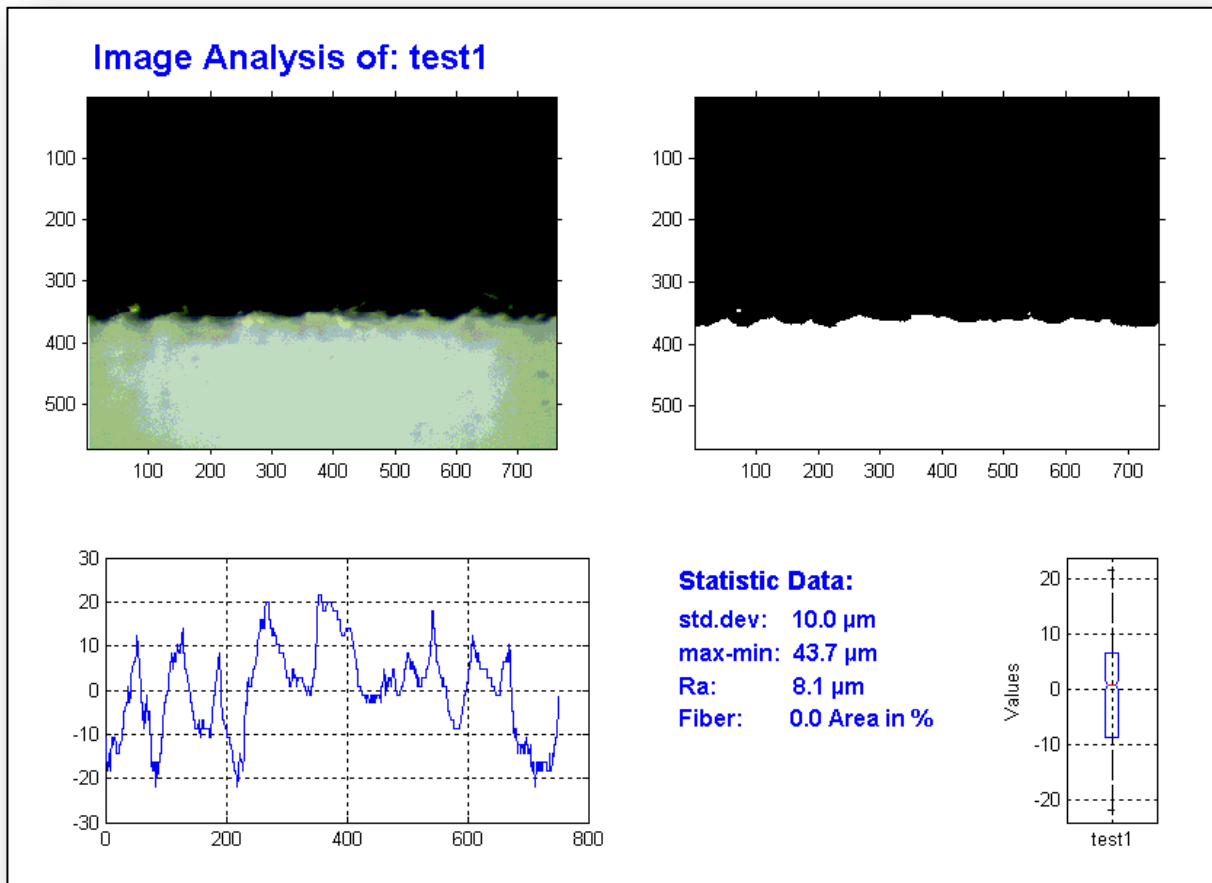 Image Analysis of: test1
100
200
300
400
500
100 200 300 400 500 600 700
100
200
300
400
500
100 200 300 400 500 600 700
30
20
10
0
-10
-20
-30
0 200 400 600 800
Statistic Data:
std.dev: 10.0 µm
max-min: 43.7 µm
Ra: 8.1 µm
Fiber: 0.0 Area in %
Values
20
10
0
-10
-20
test1